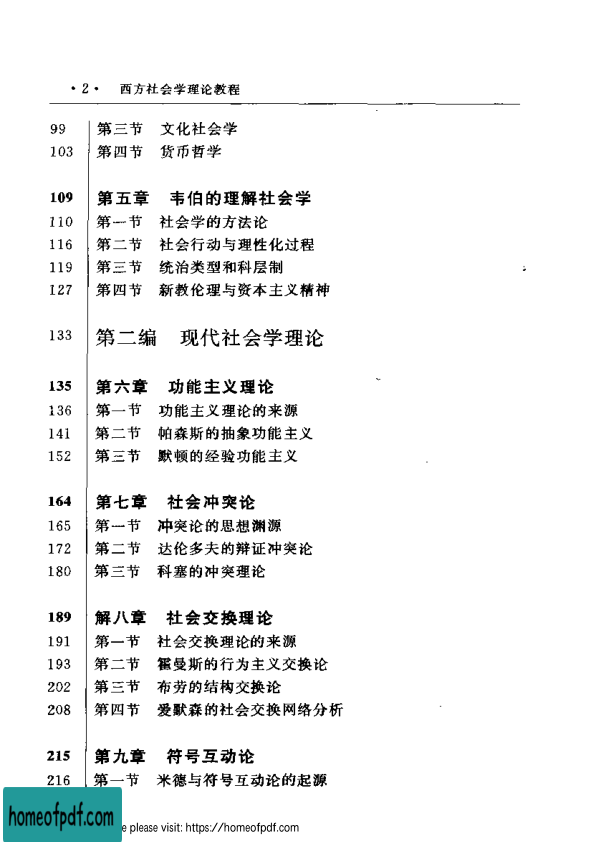 ·2· 西方社会学理论教程
99 第三节 文化社会学
103 第四节 货币哲学
109 第五章 韦伯的理解社会学
110 第一节 社会学的方法论
116 第二节 社会行动与理性化过程
119 第三节 统治类型和科层制
127 第四节 新教伦理与资本主义精神
133 第二编 现代社会学理论
135 第六章 功能主义理论
136 第一节 功能主义理论的来源
141 第二节 帕森斯的抽象功能主义
152 第三节 默顿的经验功能主义
164 第七章 社会冲突论
165 第一节 冲突论的思想渊源
172 第二节 达伦多夫的辩证冲突论
180 第三节 科塞的冲突理论
189 解八章 社会交换理论
191 第一节 社会交换理论的来源
193 第二节 霍曼斯的行为主义交换论
202 第三节 布劳的结构交换论
208 第四节 爱默森的社会交换网络分析
215 第九章 符号互动论
216 第一节 米德与符号互动论的起源
homeofpdf.com
e please visit: https://homeofpdf.com